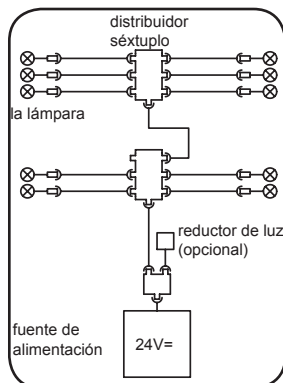 distribuidor
séxtuplo
la lámpara
reductor de luz
(opcional)
fuente de
alimentación
24V=